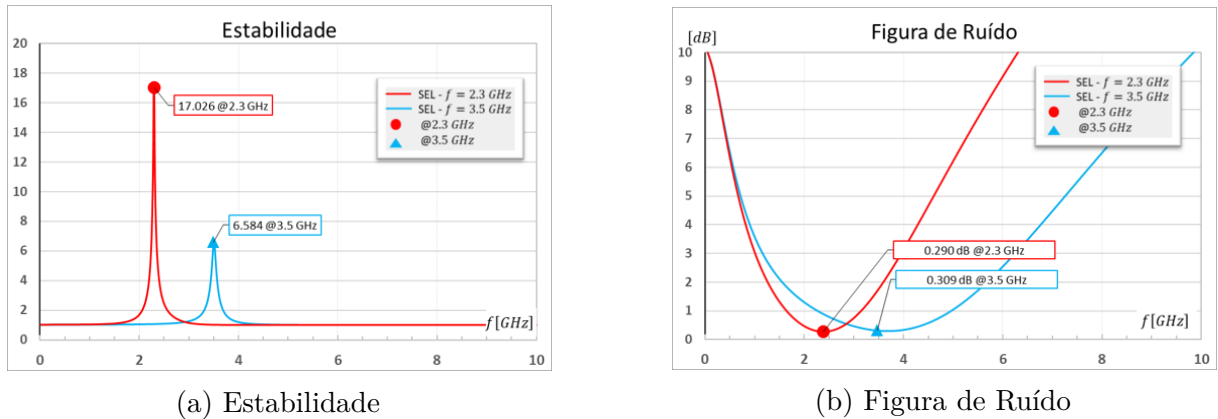 Estabilidade
20
18
16
14
12
10
8
6
4
2
0
0 2 4 6 8 10
f[GHz]
SEL - f = 2.3 GHz
SEL - f = 3.5 GHz
@2.3 GHz
@3.5 GHz
17.026 @2.3 GHz
6.584 @3.5 GHz
(a) Estabilidade
[dB]
Figura de Ruído
10
9
8
7
6
5
4
3
2
1
0
0 2 4 6 8 10
f[GHz]
SEL - f = 2.3 GHz
SEL - f = 3.5 GHz
@2.3 GHz
@3.5 GHz
0.290 dB @2.3 GHz
0.309 dB @3.5 GHz
(b) Figura de Ruído